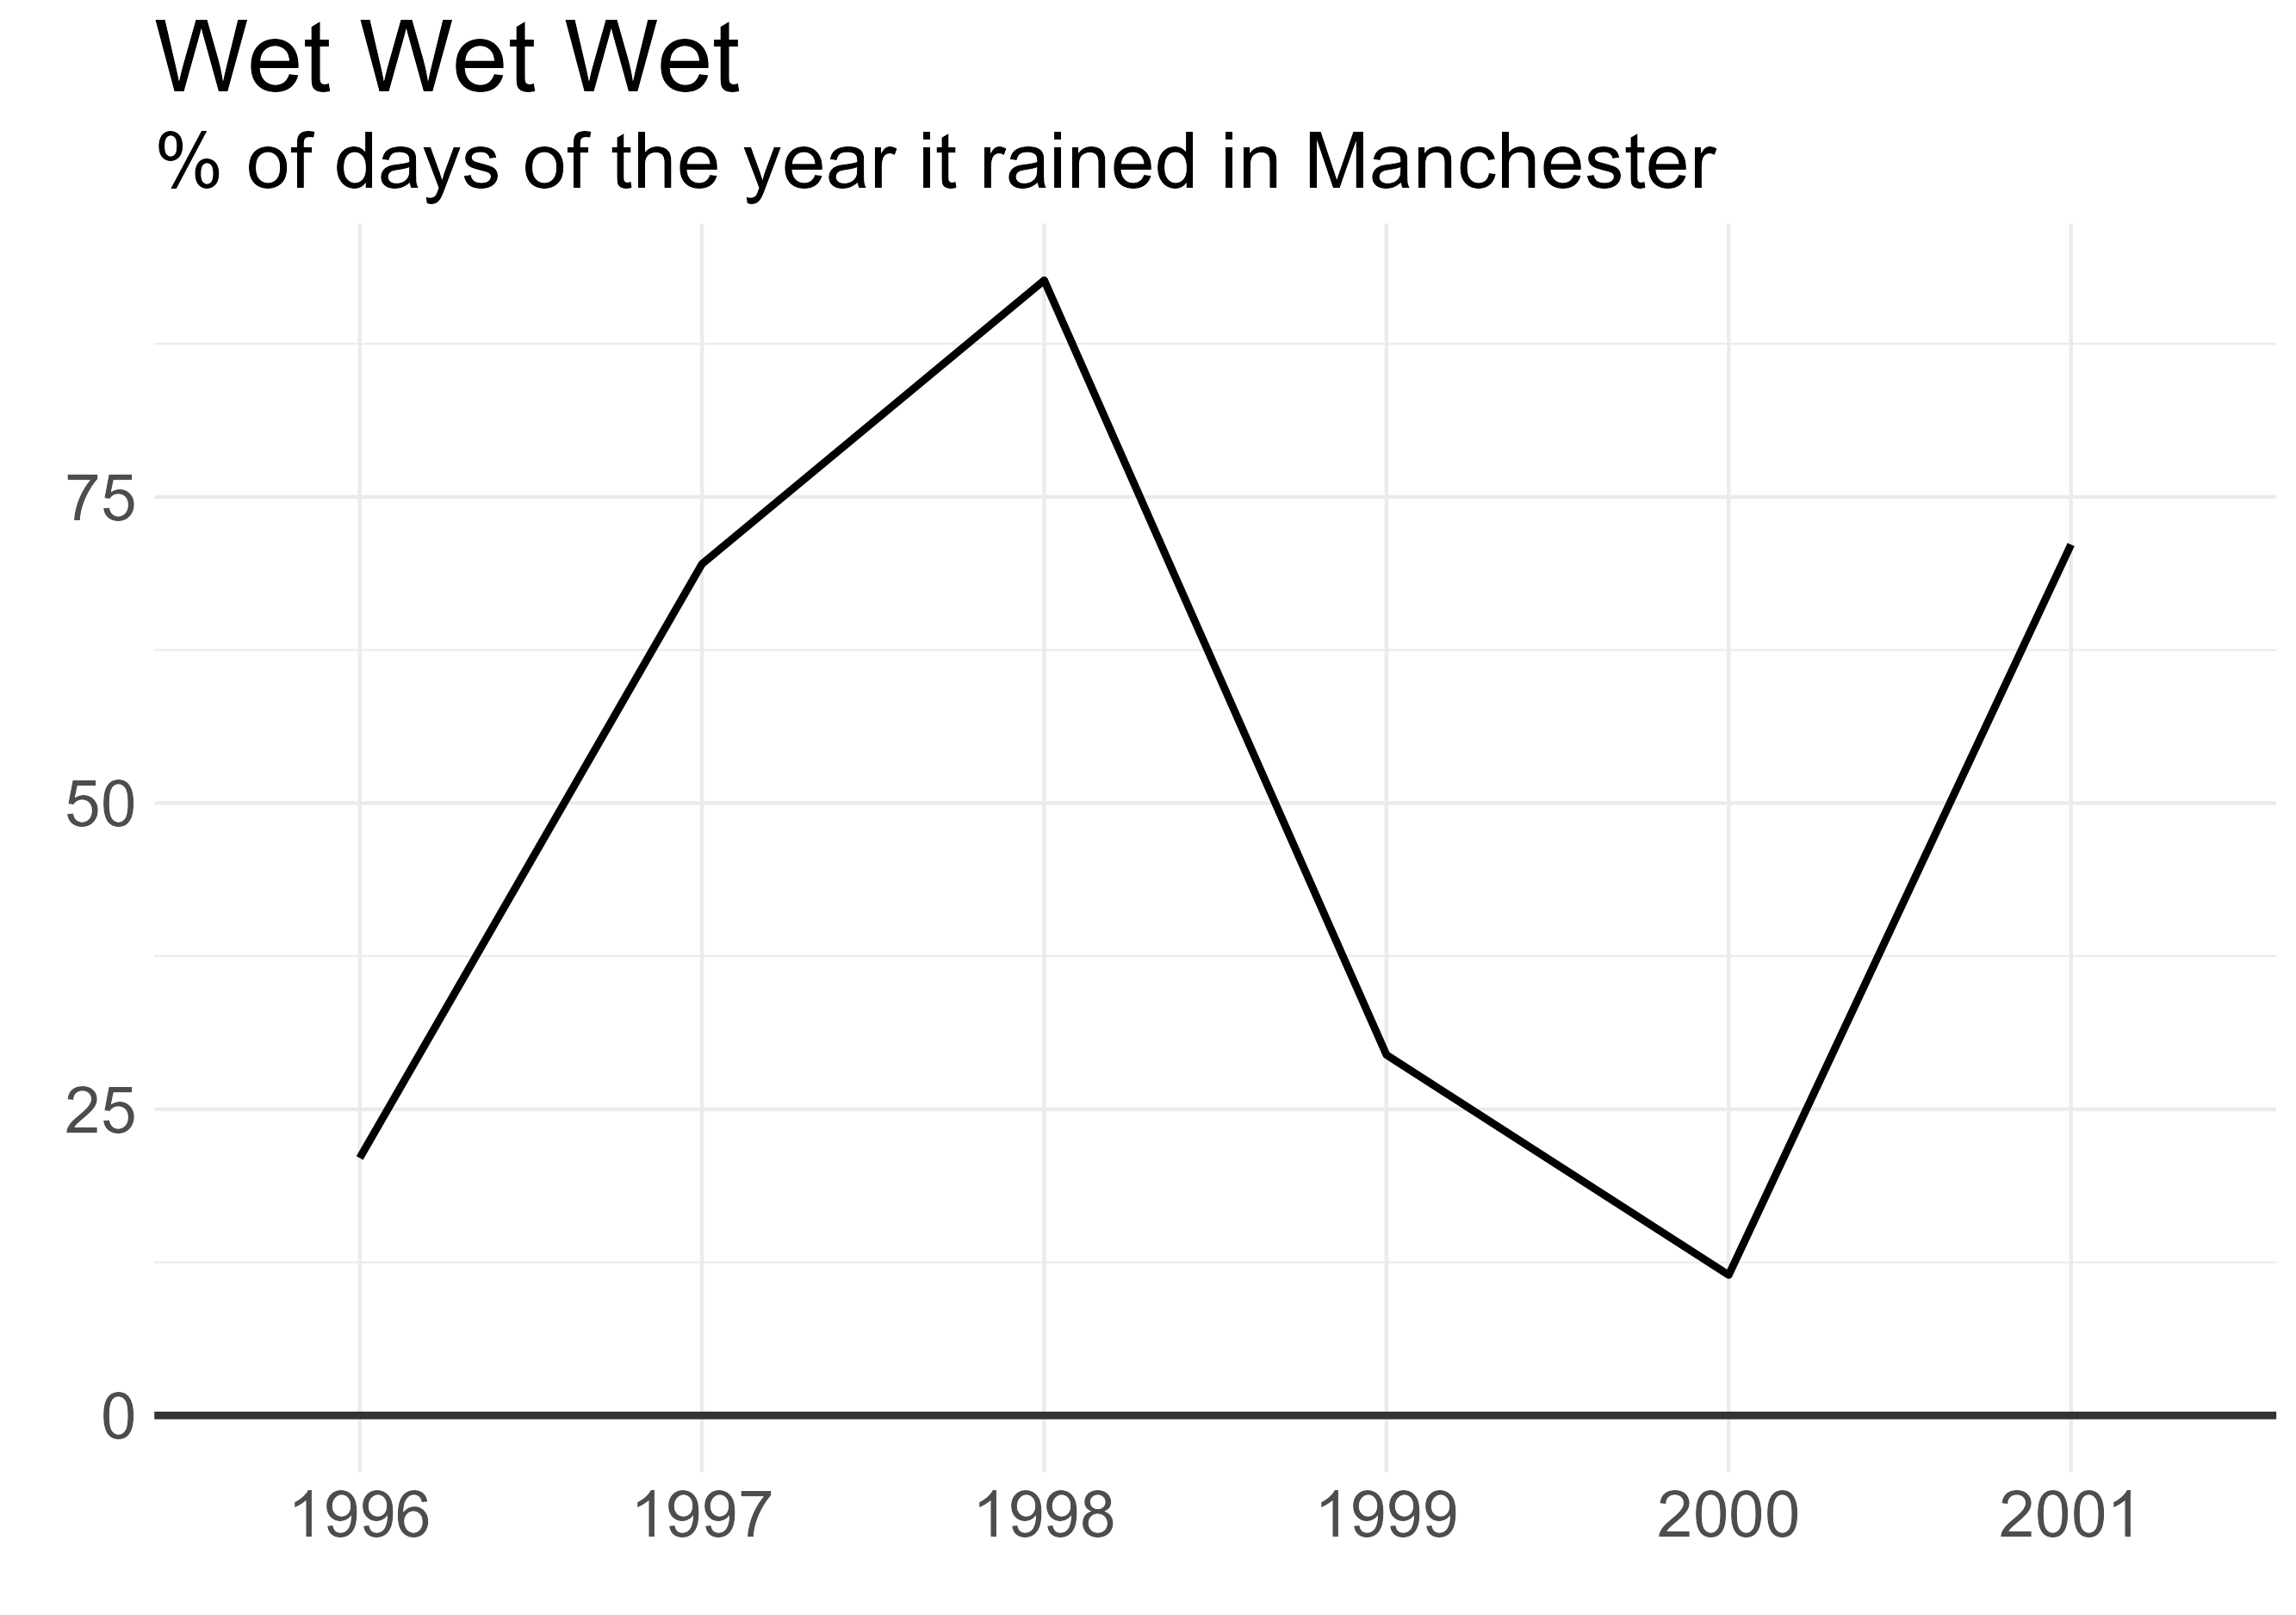 Wet Wet Wet
% of days of the year it rained in Manchester
75
50
25
0
1996 1997 1998 1999 2000 2001